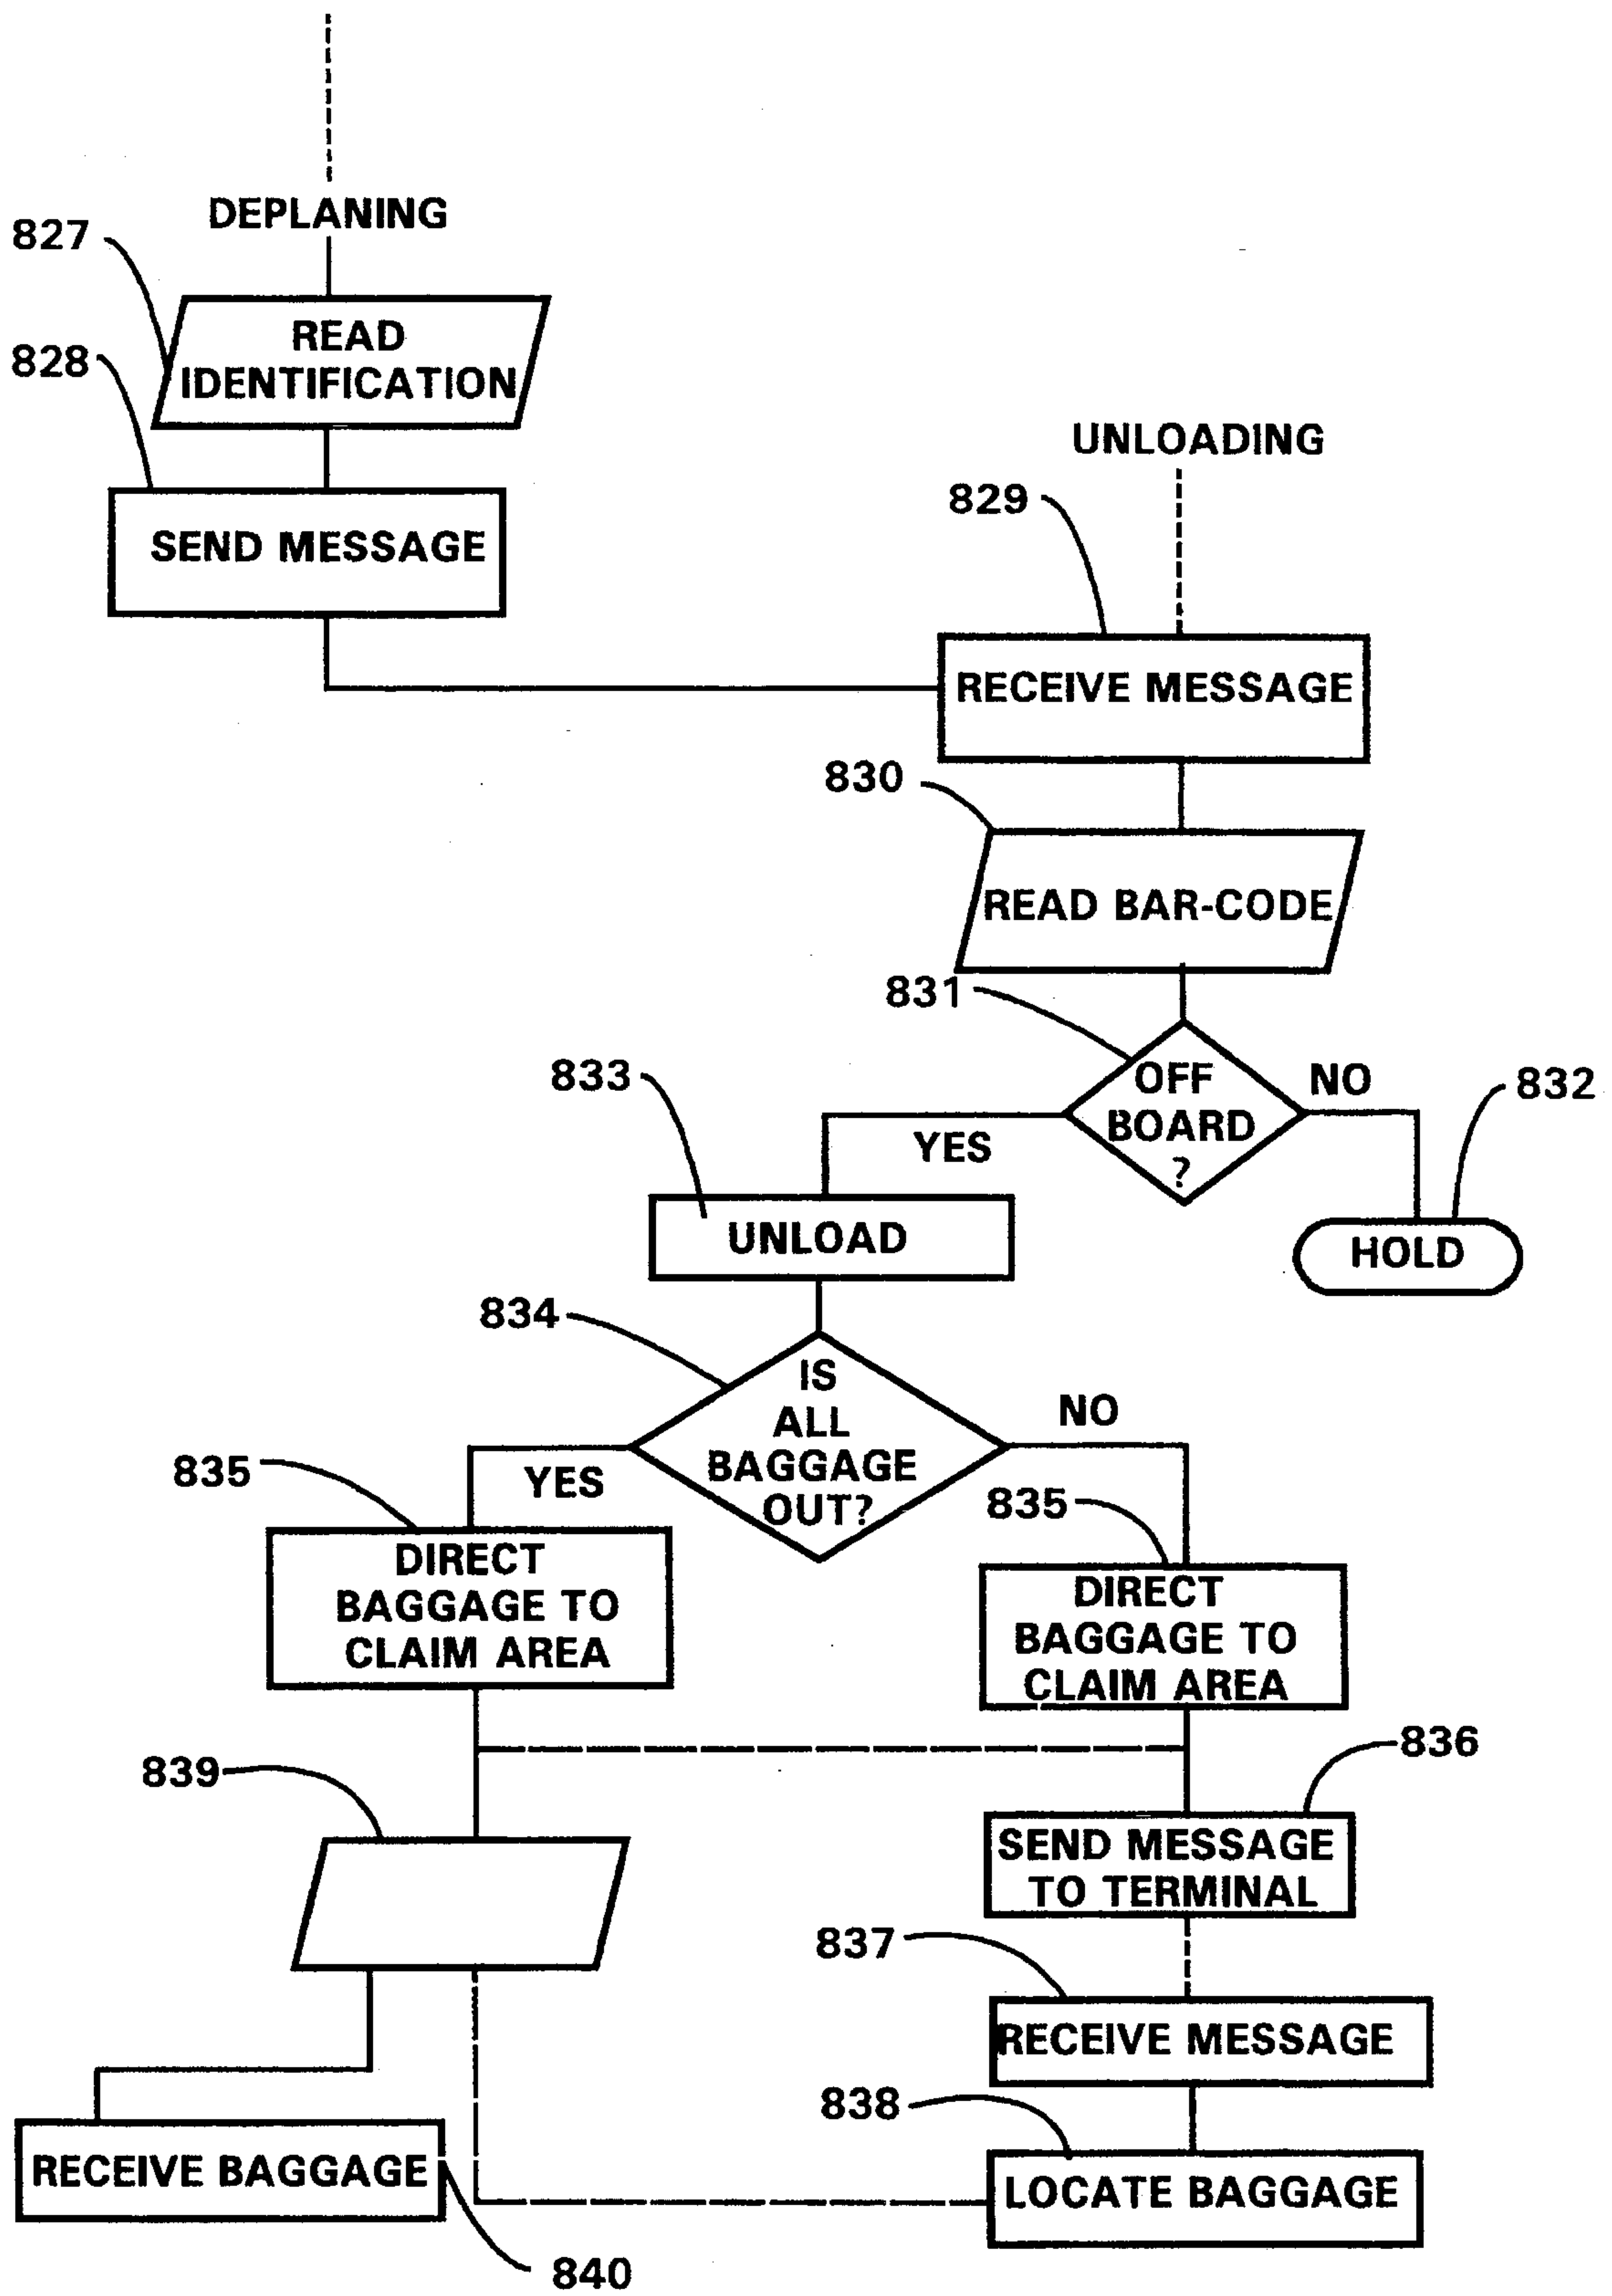 DEPLANING
827
READ
IDENTIFICATION
828
SEND MESSAGE
UNLOADING
829
RECEIVE MESSAGE
830
READ BAR-CODE
831
OFF
BOARD
?
NO
832
HOLD
YES
833
UNLOAD
834
IS
ALL
BAGGAGE
OUT?
YES
NO
835
DIRECT
BAGGAGE TO
CLAIM AREA
835
DIRECT
BAGGAGE TO
CLAIM AREA
836
SEND MESSAGE
TO TERMINAL
839
837
RECEIVE MESSAGE
838
LOCATE BAGGAGE
RECEIVE BAGGAGE
840